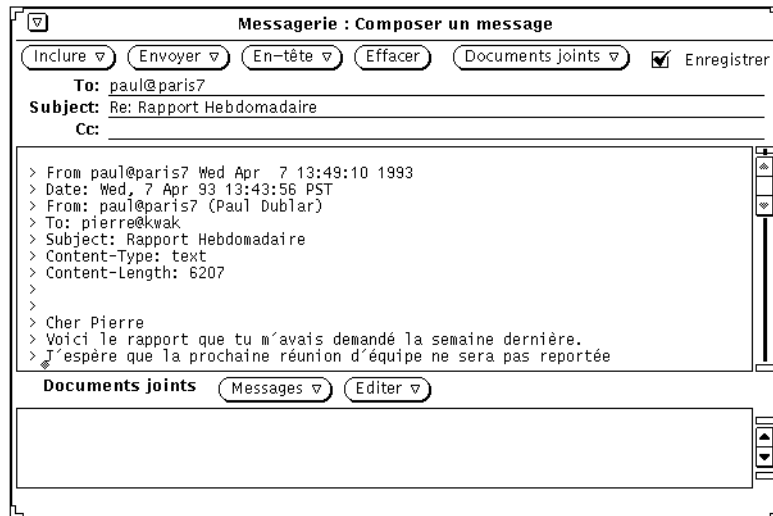 Messagerie : Composer un message
Inclure Envoyer En-tête Effacer Documents joints Enregistrer
To: paul@paris7
Subject: Re: Rapport Hebdomadaire
Cc:
> From paul@paris7 Wed Apr  7 13:49:10 1993
> Date: Wed, 7 Apr 93 13:43:56 PST
> From: paul@paris7 (Paul Dublar)
> To: pierre@kwak
> Subject: Rapport Hebdomadaire
> Content-Type: text
> Content-Length: 6207
>
>
> Cher Pierre
> Voici le rapport que tu m´avais demandé la semaine dernière.
> J´espère que la prochaine réunion d´équipe ne sera pas reportée
Documents joints Messages Editer